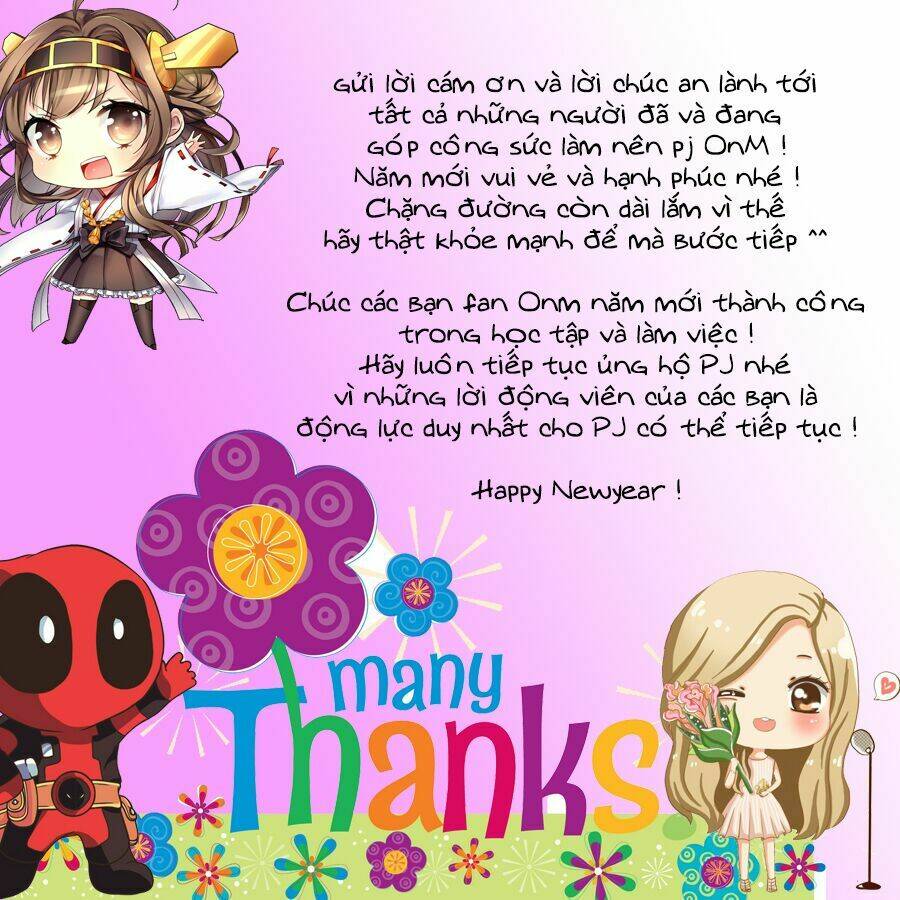 Gửi lời cám ơn và lời chúc an lành tới
tất cả những người đã và đang
góp công sức làm nên pj OnM !
Năm mới vui vẻ và hạnh phúc nhé !
Chặng đường còn dài lắm vì thế
hãy thật khỏe mạnh để mà bước tiếp ^^
Chúc các bạn fan Onm năm mới thành công
trong học tập và làm việc !
Hãy luôn tiếp tục ủng hộ PJ nhé
vì những lời động viên của các bạn là
động lực duy nhất cho PJ có thể tiếp tục !
Happy Newyear !
many
Thanks